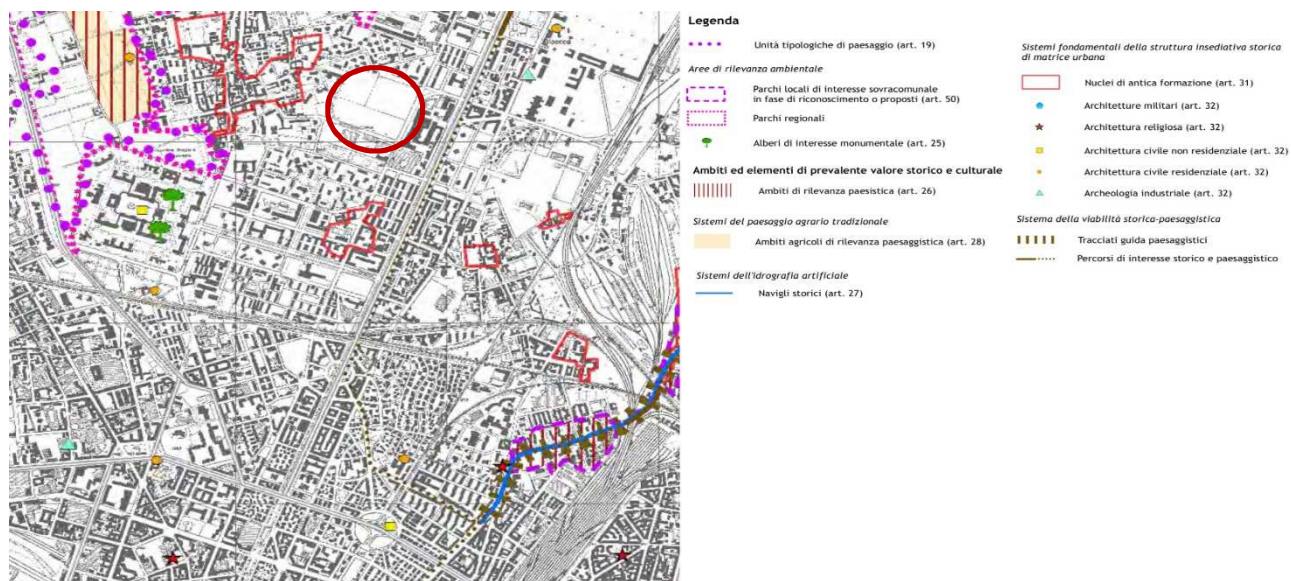 Legenda
Unità tipologiche di paesaggio (art. 19)
Aree di rilevanza ambientale
Parchi locali di interesse sovracomunale
in fase di riconoscimento o proposti (art. 50)
Parchi regionali
Alberi di interesse monumentale (art. 25)
Ambiti ed elementi di prevalente valore storico e culturale
Ambiti di rilevanza paesistica (art. 26)
Sistemi del paesaggio agrario tradizionale
Ambiti agricoli di rilevanza paesaggistica (art. 28)
Sistemi dell'idrografia artificiale
Navigli storici (art. 27)
Sistemi fondamentali della struttura insediativa storica
di matrice urbana
Nuclei di antica formazione (art. 31)
Architetture militari (art. 32)
Architettura religiosa (art. 32)
Architettura civile non residenziale (art. 32)
Architettura civile residenziale (art. 32)
Archeologia industriale (art. 32)
Sistema della viabilità storica-paesaggistica
Tracciati guida paesaggistici
Percorsi di interesse storico e paesaggistico